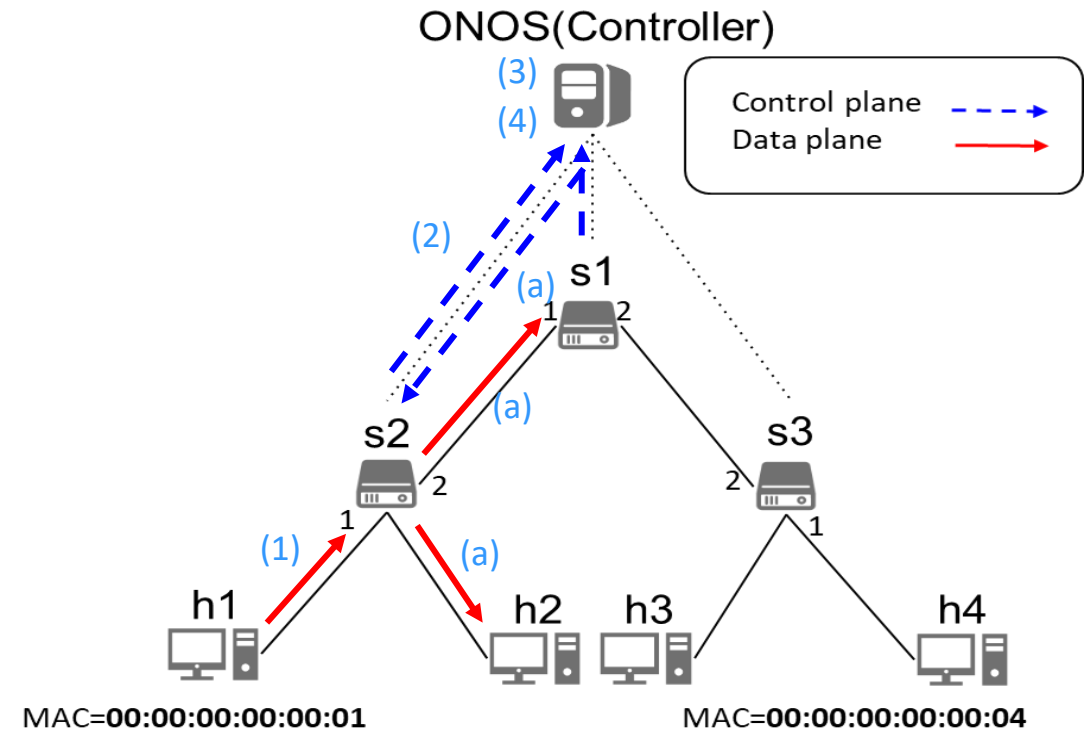 ONOS(Controller)
(3)
(4)
Control plane
Data plane
(2)
s1
(a)
1
2
(a)
s2
s3
2
2
1
1
(1)
(a)
h1
h2
h3
h4
MAC=00:00:00:00:00:01
MAC=00:00:00:00:00:04